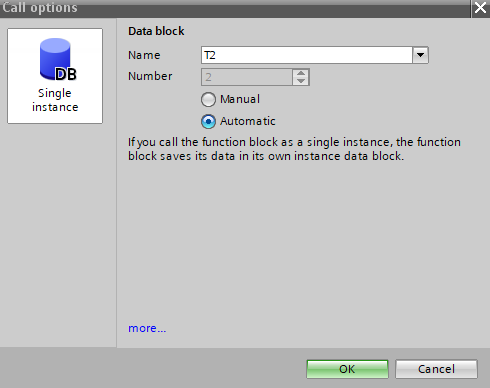 Call options
DB
Single
instance
Data block
Name
T2
Number
2
Manual
Automatic
If you call the function block as a single instance, the function
block saves its data in its own instance data block.
more...
OK
Cancel